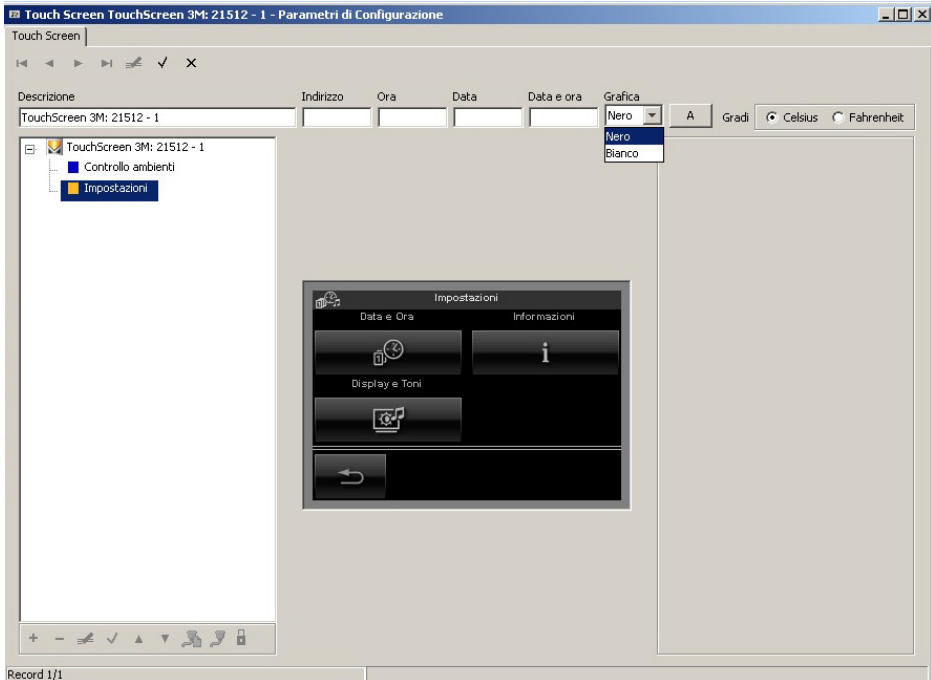 Touch Screen TouchScreen 3M: 21512 - 1 - Parametri di Configurazione
Touch Screen
Descrizione Indirizzo Ora Data Data e ora Grafica
TouchScreen 3M: 21512 - 1 Nero A Gradi Celsius Fahrenheit
Nero
Bianco
TouchScreen 3M: 21512 - 1
Controllo ambienti
Impostazioni
Impostazioni
Data e Ora Informazioni
1 i
Display e Toni
Record 1/1